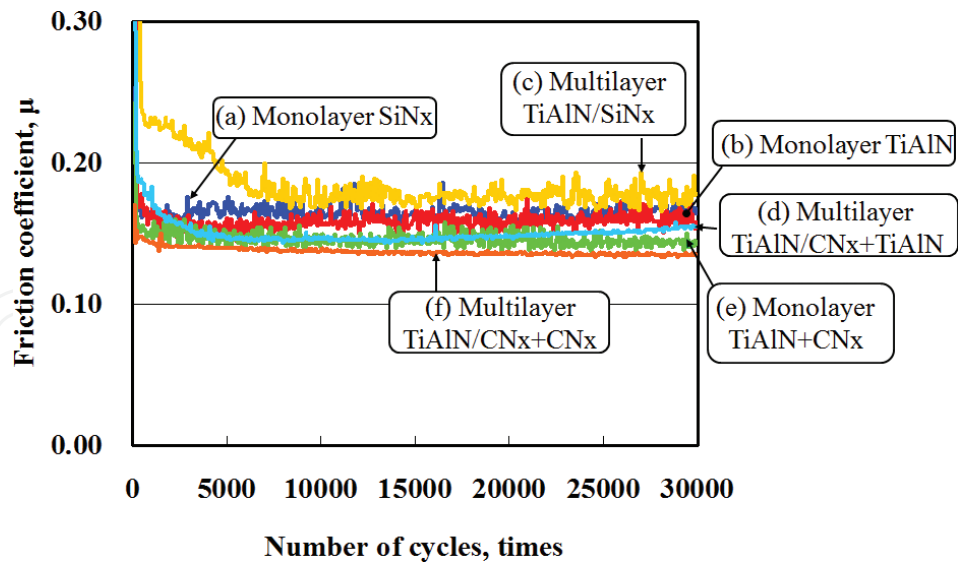 0.30
0.20
0.10
0.00
Friction coefficient, μ
(a) Monolayer SiNx
(c) Multilayer
TiAlN/SiNx
(b) Monolayer TiAlN
(d) Multilayer
TiAlN/CNx+TiAlN
(f) Multilayer
TiAlN/CNx+CNx
(e) Monolayer
TiAlN+CNx
0 5000 10000 15000 20000 25000 30000
Number of cycles, times